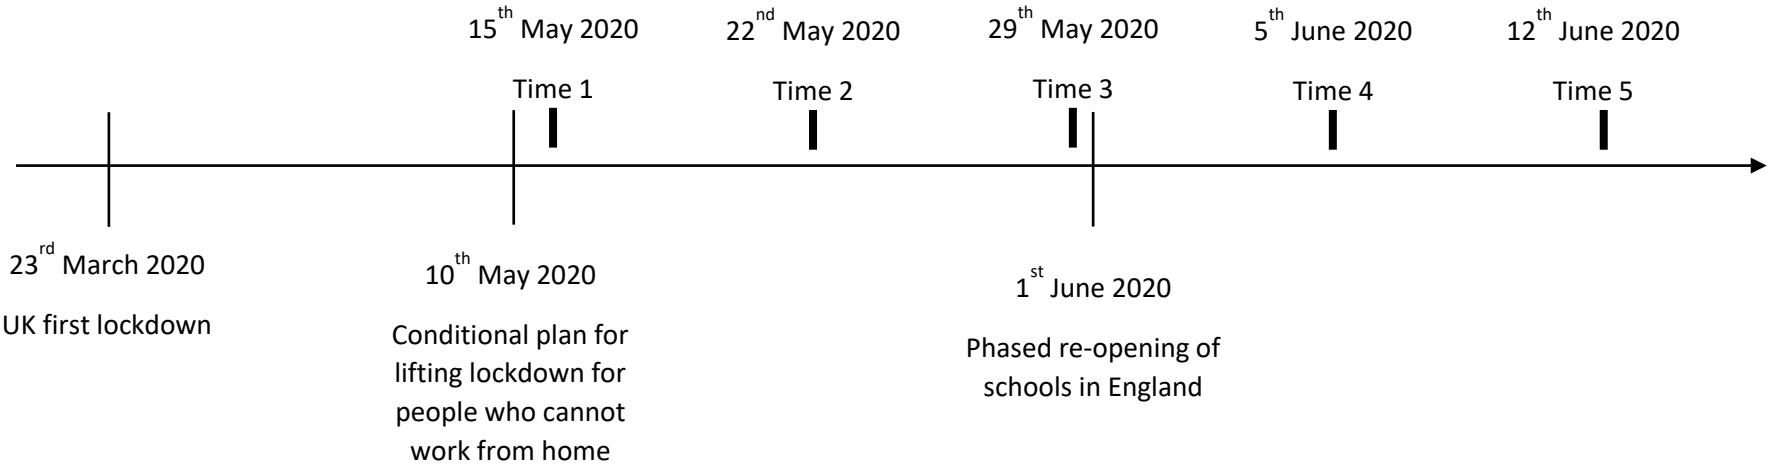 15th May 2020
22nd May 2020
29th May 2020
5th June 2020
12th June 2020
Time 1
Time 2
Time 3
Time 4
Time 5
23rd March 2020
UK first lockdown
10th May 2020
Conditional plan for
lifting lockdown for
people who cannot
work from home
1st June 2020
Phased re-opening of
schools in England